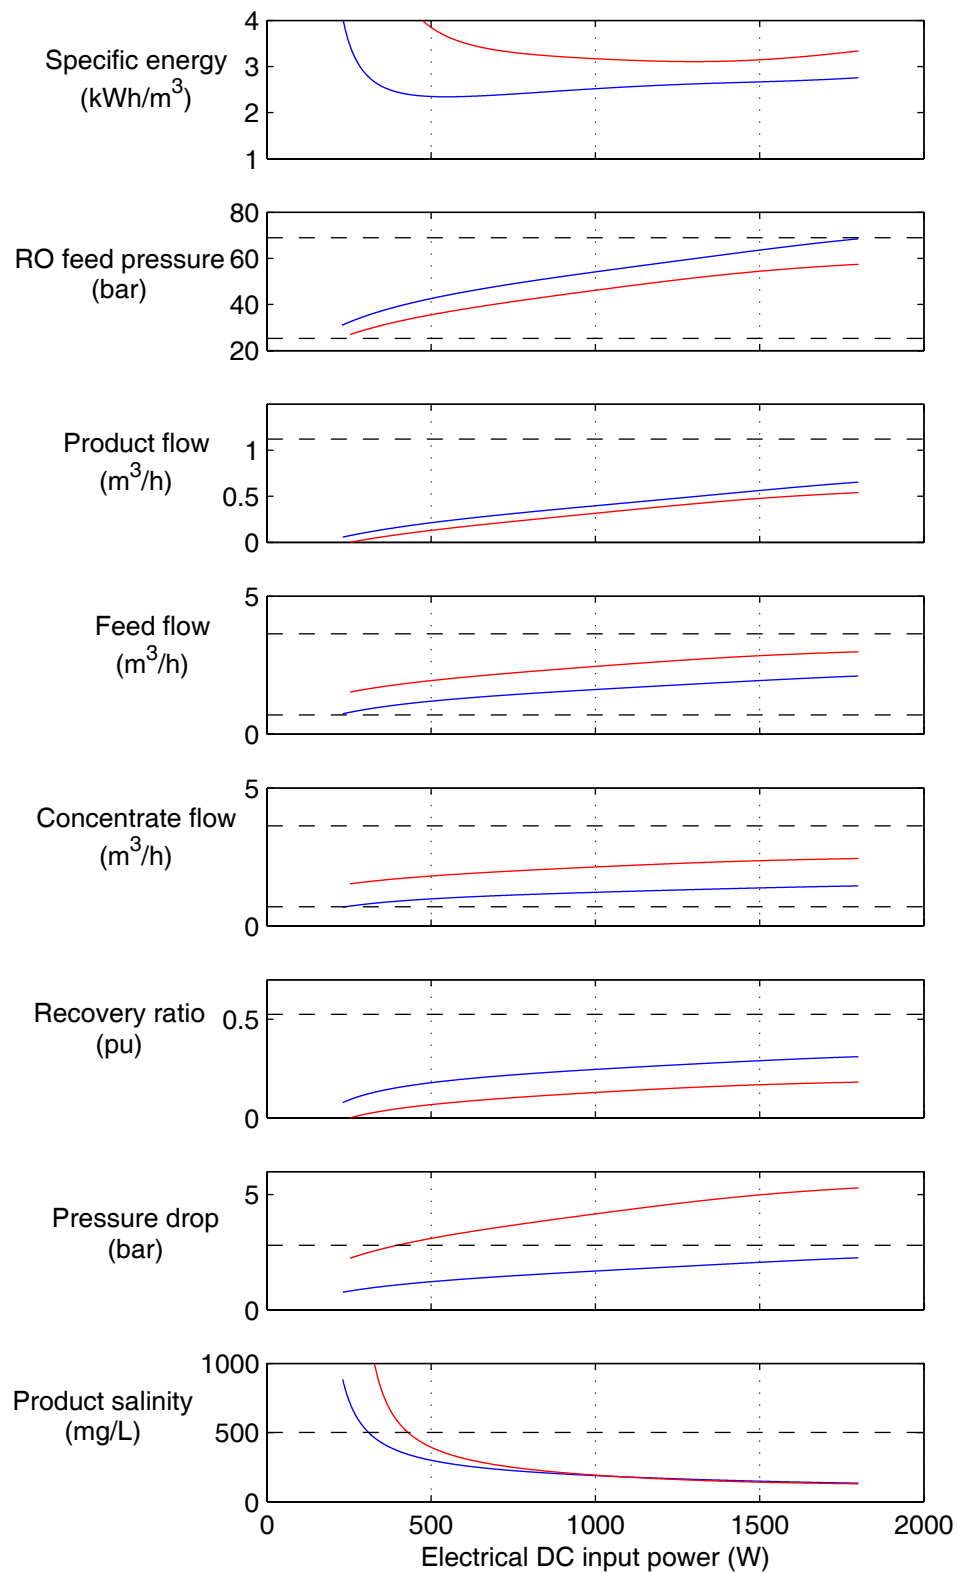 4
Specific energy
3
(kWh/m³)
2
1
80
RO feed pressure 60
(bar)
40
20
Product flow
1
(m³/h)
0.5
0
5
Feed flow
(m³/h)
0
5
Concentrate flow
(m³/h)
0
Recovery ratio
0.5
(pu)
0
5
Pressure drop
(bar)
0
1000
Product salinity
500
(mg/L)
0
0 500 1000 1500 2000
Electrical DC input power (W)